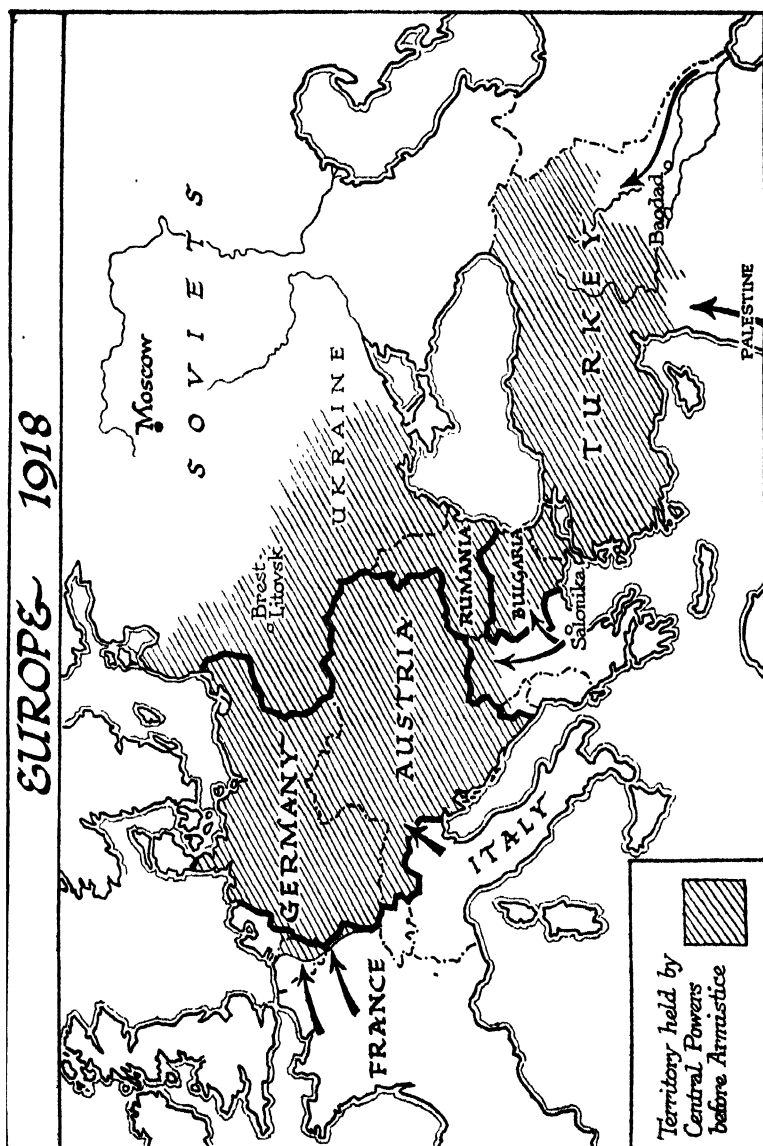 EUROPE 1918
Moscow
SOVIETS
Brest
Litovsk
UKRAINE
GERMANY
AUSTRIA
RUMANIA
BULGARIA
FRANCE
ITALY
Salonika
TURKEY
Bagdad
PALESTINE
Territory held by
Central Powers
before Armistice